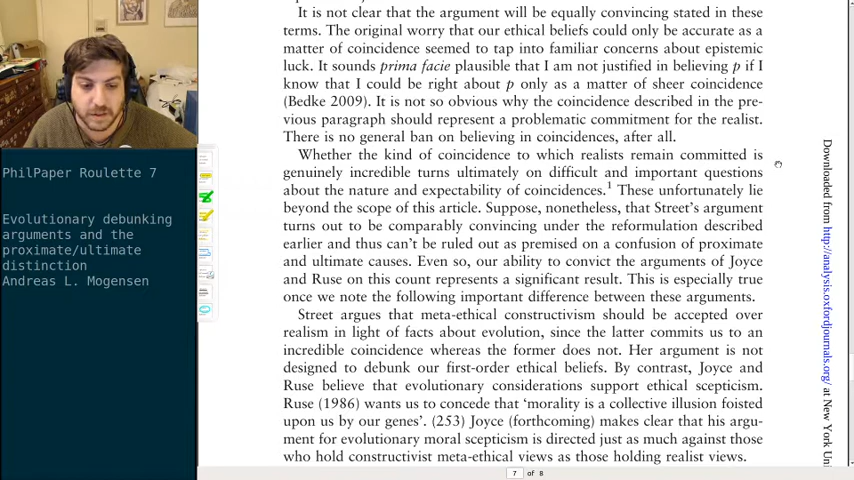 PhilPaper Roulette 7
Evolutionary debunking
arguments and the
proximate/ultimate
distinction
Andreas L. Mogensen
It is not clear that the argument will be equally convincing stated in these
terms. The original worry that our ethical beliefs could only be accurate as a
matter of coincidence seemed to tap into familiar concerns about epistemic
luck. It sounds prima facie plausible that I am not justified in believing p if I
know that I could be right about p only as a matter of sheer coincidence
(Bedke 2009). It is not so obvious why the coincidence described in the pre-
vious paragraph should represent a problematic commitment for the realist.
There is no general ban on believing in coincidences, after all.
Whether the kind of coincidence to which realists remain committed is
genuinely incredible turns ultimately on difficult and important questions
about the nature and expectability of coincidences.1 These unfortunately lie
beyond the scope of this article. Suppose, nonetheless, that Street's argument
turns out to be comparably convincing under the reformulation described
earlier and thus can't be ruled out as premised on a confusion of proximate
and ultimate causes. Even so, our ability to convict the arguments of Joyce
and Ruse on this count represents a significant result. This is especially true
once we note the following important difference between these arguments.
Street argues that meta-ethical constructivism should be accepted over
realism in light of facts about evolution, since the latter commits us to an
incredible coincidence whereas the former does not. Her argument is not
designed to debunk our first-order ethical beliefs. By contrast, Joyce and
Ruse believe that evolutionary considerations support ethical scepticism.
Ruse (1986) wants us to concede that 'morality is a collective illusion foisted
upon us by our genes'. (253) Joyce (forthcoming) makes clear that his argu-
ment for evolutionary moral scepticism is directed just as much against those
who hold constructivist meta-ethical views as those holding realist views.
Downloaded from http://analysis.oxfordjournals.org/ at New York Uni
7 of 8